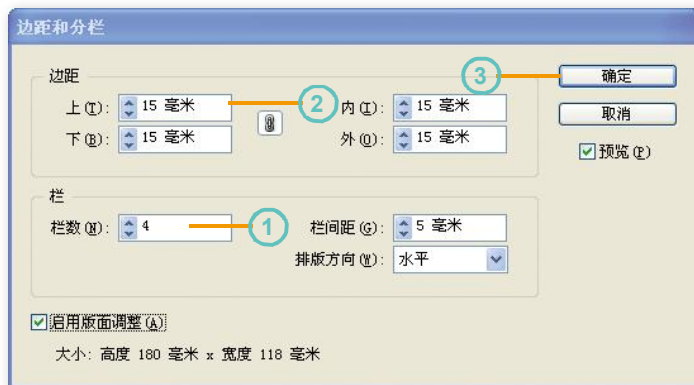 边距和分栏
边距
上(T): 15 毫米
下(B): 15 毫米
内(I): 15 毫米
外(O): 15 毫米
栏
栏数(N): 4
栏间距(G): 5 毫米
排版方向(W): 水平
启用版面调整(A)
大小: 高度 180 毫米 x 宽度 118 毫米
确定
取消
预览(P)
1
2
3